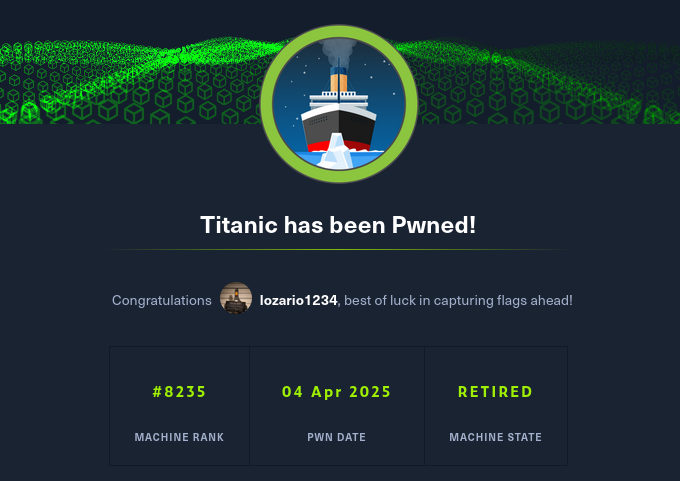 Titanic has been Pwned!
Congratulations lozario1234, best of luck in capturing flags ahead!
#8235 04 Apr 2025 RETIRED
MACHINE RANK PWN DATE MACHINE STATE